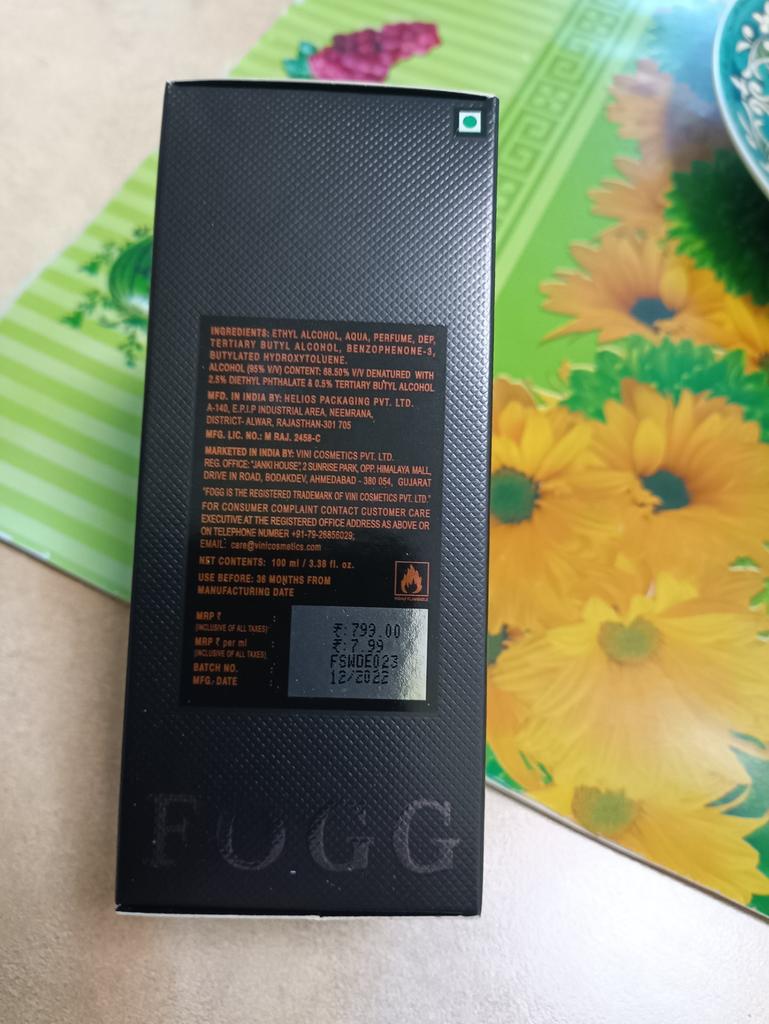 INGREDIENTS: ETHYL ALCOHOL, AQUA, PERFUME, DEP,
TERTIARY BUTYL ALCOHOL, BENZOPHENONE-3,
BUTYLATED HYDROXYTOLUENE.
ALCOHOL (95% V/V) CONTENT: 88.50% V/V DENATURED WITH
2.5% DIETHYL PHTHALATE & 0.5% TERTIARY BUTYL ALCOHOL
MFD. IN INDIA BY: HELIOS PACKAGING PVT. LTD.
A-140, E.P.I.P INDUSTRIAL AREA, NEEMRANA,
DISTRICT- ALWAR, RAJASTHAN-301 705
MFG. LIC. NO.: M RAJ. 2458-C
MARKETED IN INDIA BY: VINI COSMETICS PVT. LTD.
REG. OFFICE: "JANKI HOUSE", 2 SUNRISE PARK, OPP. HIMALAYA MALL,
DRIVE IN ROAD, BODAKDEV, AHMEDABAD - 380 054, GUJARAT
"FOGG IS THE REGISTERED TRADEMARK OF VINI COSMETICS PVT. LTD."
FOR CONSUMER COMPLAINT CONTACT CUSTOMER CARE
EXECUTIVE AT THE REGISTERED OFFICE ADDRESS AS ABOVE OR
ON TELEPHONE NUMBER +91-79-26856029;
EMAIL: care@vinicosmetics.com
NET CONTENTS: 100 ml / 3.38 fl. oz.
USE BEFORE: 36 MONTHS FROM
MANUFACTURING DATE
HIGHLY FLAMMABLE
MRP ₹ : ₹:799.00
(INCLUSIVE OF ALL TAXES)
MRP ₹ per ml : ₹:7.99
(INCLUSIVE OF ALL TAXES)
BATCH NO. : FSWDE023
MFG. DATE : 12/2022
FOGG